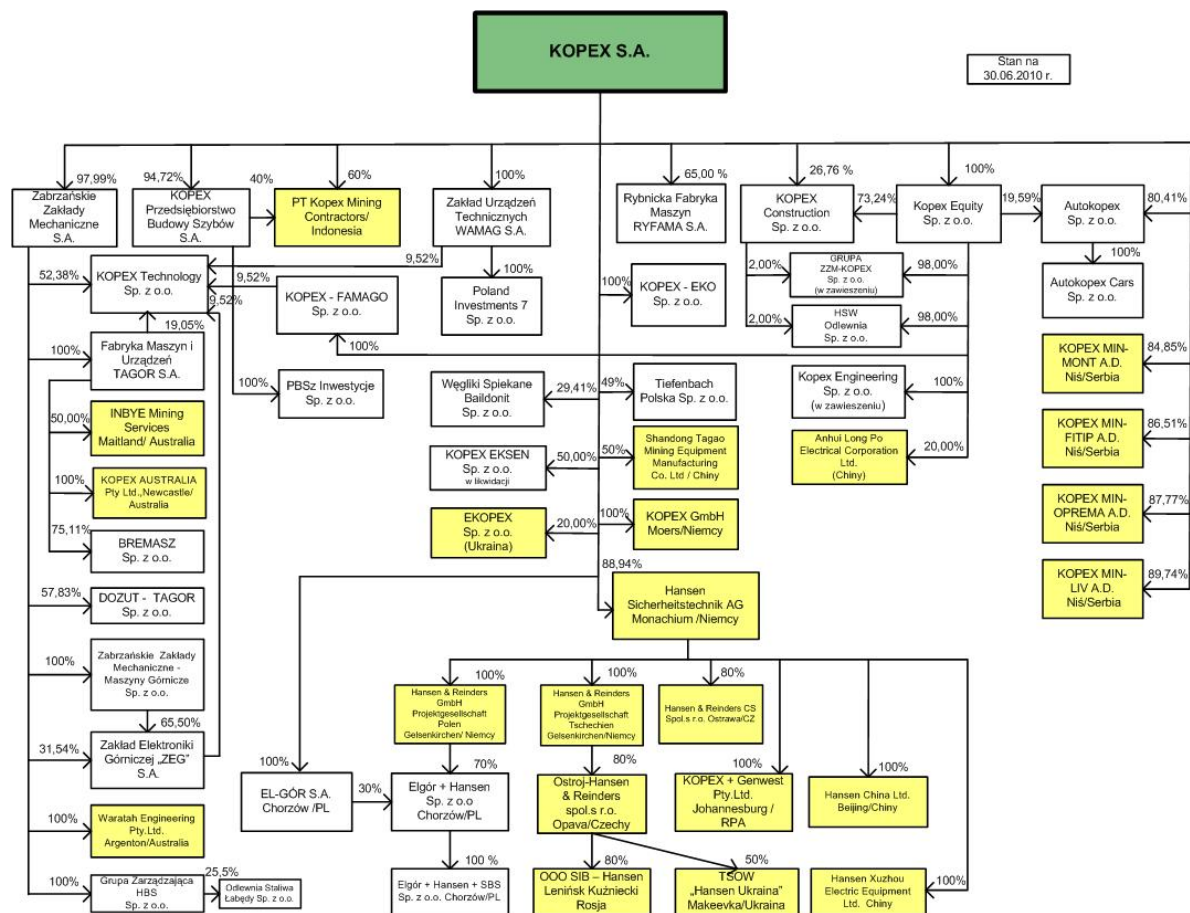 KOPEX S.A.
Stan na
30.06.2010 r.
97,99%
94,72%
40%
60%
100%
65,00 %
26,76 %
100%
80,41%
Zabrzańskie
Zakłady
Mechaniczne
S.A.
KOPEX
Przedsiębiorstwo
Budowy Szybów
S.A.
PT Kopex Mining
Contractors/
Indonesia
Zakład Urządzeń
Technicznych
WAMAG S.A.
Rybnicka Fabryka
Maszyn
RYFAMA S.A.
KOPEX
Construction
Sp. z o.o.
73,24%
Kopex Equity
Sp. z o.o.
19,59%
Autokopex
Sp. z o.o.
52,38%
KOPEX Technology
Sp. z o.o.
9,52%
9,52%
9,52%
19,05%
KOPEX - FAMAGO
Sp. z o.o.
100%
100%
Poland
Investments 7
Sp. z o.o.
100%
KOPEX - EKO
Sp. z o.o.
2,00%
GRUPA
ZZM-KOPEX
Sp. z o.o.
(w zawieszeniu)
98,00%
2,00%
HSW
Odlewnia
Sp. z o.o.
98,00%
100%
Autokopex Cars
Sp. z o.o.
100%
Fabryka Maszyn i
Urządzeń
TAGOR S.A.
100%
PBSz Inwestycje
Sp. z o.o.
Węgliki Spiekane
Baildonit
Sp. z o.o.
29,41%
49%
Tiefenbach
Polska Sp. z o.o.
Kopex Engineering
Sp. z o.o.
(w zawieszeniu)
100%
KOPEX MIN-
MONT A.D.
Niś/Serbia
84,85%
50,00%
INBYE Mining
Services
Maitland/ Australia
KOPEX EKSEN
Sp. z o.o.
w likwidacji
50,00%
50%
Shandong Tagao
Mining Equipment
Manufacturing
Co. Ltd / Chiny
Anhui Long Po
Electrical Corporation
Ltd.
(Chiny)
20,00%
KOPEX MIN-
FITIP A.D.
Niś/Serbia
86,51%
100%
KOPEX AUSTRALIA
Pty Ltd.,Newcastle/
Australia
EKOPEX
Sp. z o.o.
(Ukraina)
20,00%
100%
KOPEX GmbH
Moers/Niemcy
KOPEX MIN-
OPREMA A.D.
Niś/Serbia
87,77%
75,11%
BREMASZ
Sp. z o.o.
88,94%
Hansen
Sicherheitstechnik AG
Monachium /Niemcy
KOPEX MIN-
LIV A.D.
Niś/Serbia
89,74%
57,83%
DOZUT - TAGOR
Sp. z o.o.
100%
Zabrzańskie Zakłady
Mechaniczne -
Maszyny Górnicze
Sp. z o.o.
65,50%
100%
Hansen & Reinders
GmbH
Projektgesellschaft
Polen
Gelsenkirchen/ Niemcy
100%
Hansen & Reinders
GmbH
Projektgesellschaft
Tschechien
Gelsenkirchen/Niemcy
80%
Hansen & Reinders CS
Spol.s r.o. Ostrawa/CZ
31,54%
Zakład Elektroniki
Górniczej „ZEG”
S.A.
100%
EL-GÓR S.A.
Chorzów /PL
30%
70%
Elgór + Hansen
Sp. z o.o
Chorzów/PL
80%
Ostroj-Hansen
& Reinders
spol.s r.o.
Opava/Czechy
100%
KOPEX + Genwest
Pty.Ltd.
Johannesburg /
RPA
100%
Hansen China Ltd.
Beijing/Chiny
100%
Waratah Engineering
Pty.Ltd.
Argenton/Australia
100%
Grupa Zarządzająca
HBS
Sp. z o.o.
25,5%
Odlewnia Staliwa
Łabędy Sp. z o.o.
100 %
Elgór + Hansen + SBS
Sp. z o.o. Chorzów/PL
80%
OOO SIB – Hansen
Lenińsk Kuźniecki
Rosja
50%
TSOW
„Hansen Ukraina”
Makeevka/Ukraina
Hansen Xuzhou
Electric Equipment
Ltd. Chiny
100%